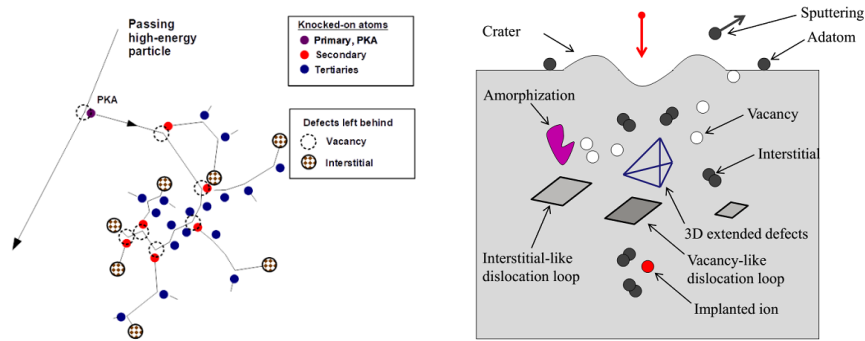 Passing
high-energy
particle
PKA
Knocked-on atoms
Primary, PKA
Secondary
Tertiaries
Defects left behind
Vacancy
Interstitial
Crater
Sputtering
Adatom
Amorphization
Vacancy
Interstitial
3D extended defects
Interstitial-like
dislocation loop
Vacancy-like
dislocation loop
Implanted ion